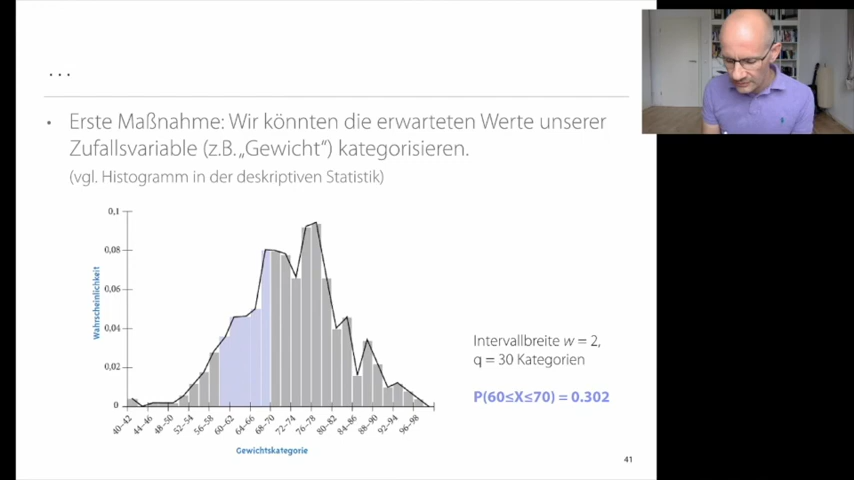 ...
• Erste Maßnahme: Wir könnten die erwarteten Werte unserer
Zufallsvariable (z.B. „Gewicht") kategorisieren.
(vgl. Histogramm in der deskriptiven Statistik)
0,1
0,08
0,06
0,04
0,02
0
Wahrscheinlichkeit
40–42
44–46
48–50
52–54
56–58
60–62
64–66
68–70
72–74
76–78
80–82
84–86
88–90
92–94
96–98
Gewichtskategorie
Intervallbreite w = 2,
q = 30 Kategorien
P(60≤X≤70) = 0.302
41